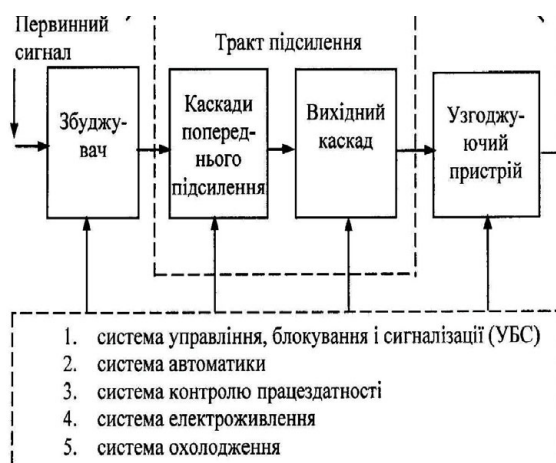 Первинний
сигнал
Тракт підсилення
Збуджу-
вач
Каскади
поперед-
нього
підсилення
Вихідний
каскад
Узгоджу-
ючий
пристрій
1. система управління, блокування і сигналізації (УБС)
2. система автоматики
3. система контролю працездатності
4. система електроживлення
5. система охолодження